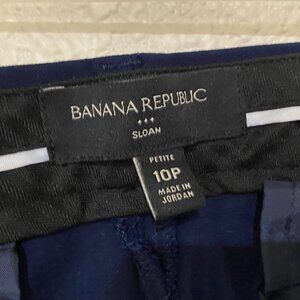 BANANA REPUBLIC
SLOAN
PETITE
10P
MADE IN
JORDAN